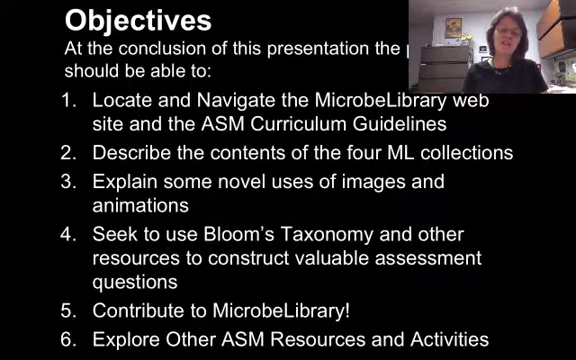 Objectives
At the conclusion of this presentation the
should be able to:
1. Locate and Navigate the MicrobeLibrary web
site and the ASM Curriculum Guidelines
2. Describe the contents of the four ML collections
3. Explain some novel uses of images and
animations
4. Seek to use Bloom's Taxonomy and other
resources to construct valuable assessment
questions
5. Contribute to MicrobeLibrary!
6. Explore Other ASM Resources and Activities